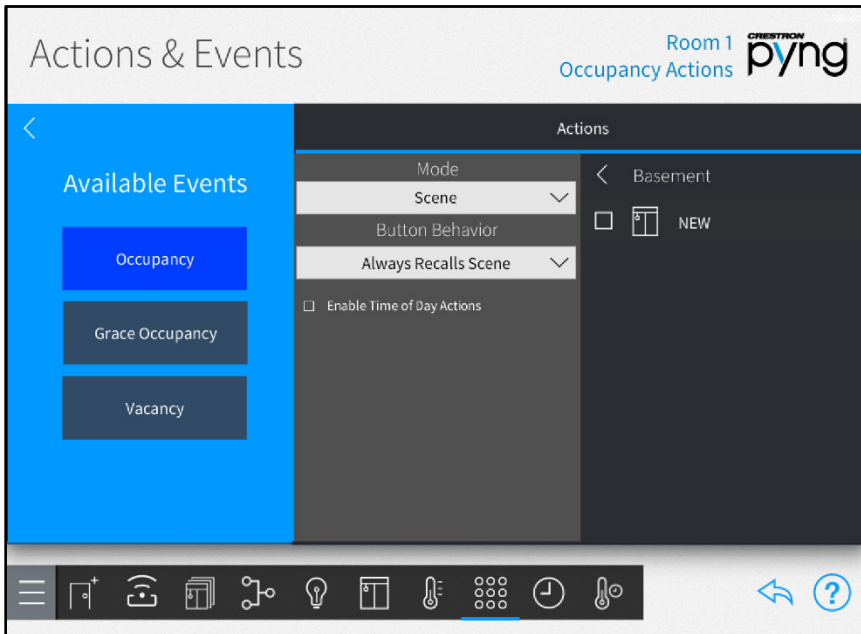 Actions & Events
Room 1
Occupancy Actions
CRESTRON
pyng
Available Events
Occupancy
Grace Occupancy
Vacancy
Actions
Mode
Scene
Button Behavior
Always Recalls Scene
Enable Time of Day Actions
Basement
NEW
?